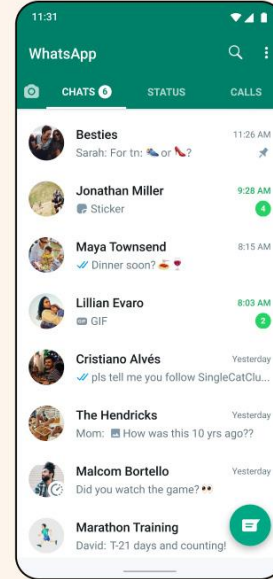 11:31
WhatsApp
CHATS 6 STATUS CALLS
Besties 11:26 AM
Sarah: For tn: 👟 or 👠?
Jonathan Miller 9:28 AM
Sticker 4
Maya Townsend 8:15 AM
Dinner soon? 🍝🍷
Lillian Evaro 8:03 AM
GIF GIF 2
Cristiano Alvés Yesterday
pls tell me you follow SingleCatClu...
The Hendricks Yesterday
Mom: How was this 10 yrs ago??
Malcom Bortello Yesterday
Did you watch the game? 👀
Marathon Training
David: T-21 days and counting!